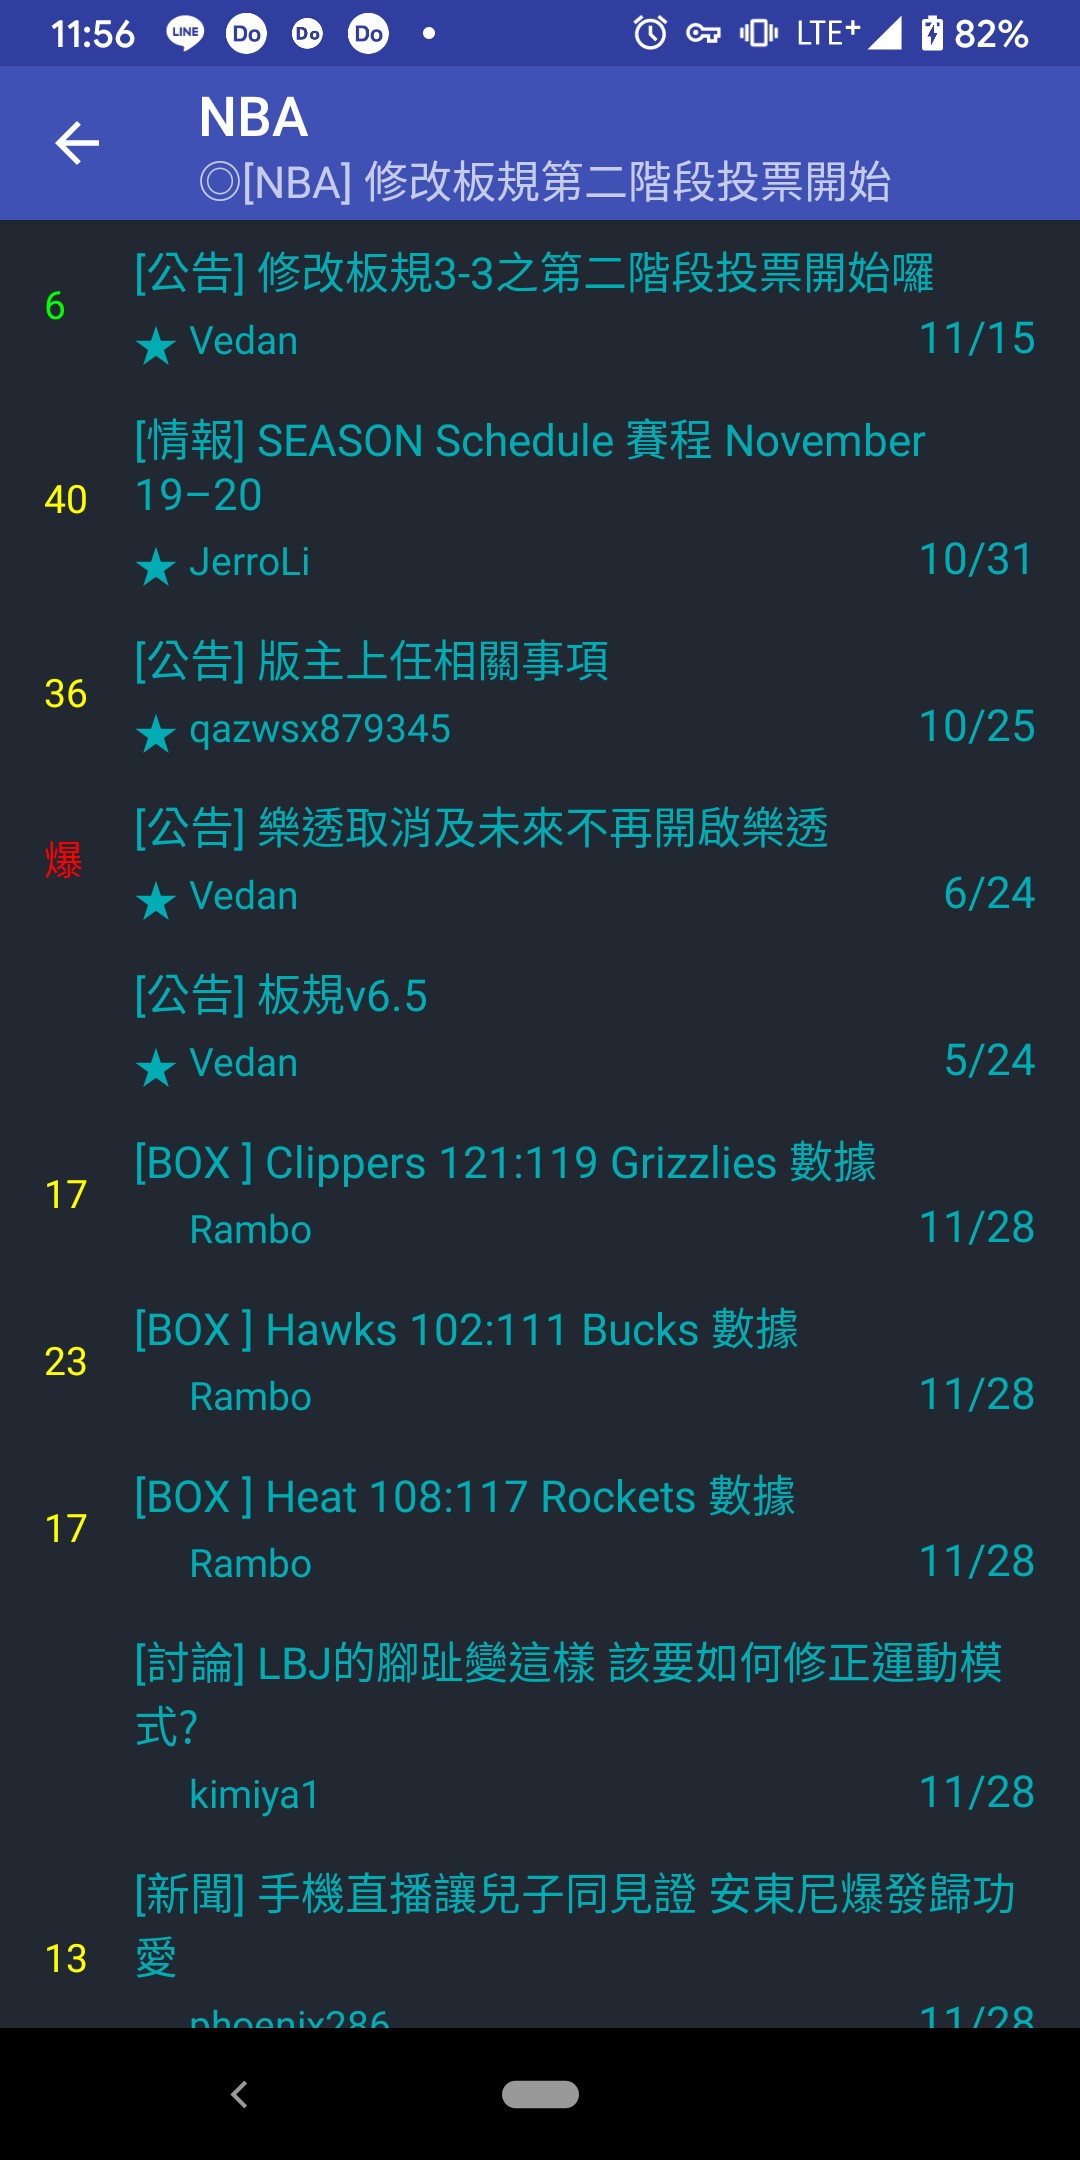 11:56 LINE Do Do Do LTE+ 82%
NBA
◎[NBA] 修改板規第二階段投票開始
[公告] 修改板規3-3之第二階段投票開始囉
6
★ Vedan 11/15
[情報] SEASON Schedule 賽程 November
19–20
40
★ JerroLi 10/31
[公告] 版主上任相關事項
36
★ qazwsx879345 10/25
[公告] 樂透取消及未來不再開啟樂透
爆
★ Vedan 6/24
[公告] 板規v6.5
★ Vedan 5/24
[BOX ] Clippers 121:119 Grizzlies 數據
17
Rambo 11/28
[BOX ] Hawks 102:111 Bucks 數據
23
Rambo 11/28
[BOX ] Heat 108:117 Rockets 數據
17
Rambo 11/28
[討論] LBJ的腳趾變這樣 該要如何修正運動模
式?
kimiya1 11/28
[新聞] 手機直播讓兒子同見證 安東尼爆發歸功
愛
13
phoenix286 11/28